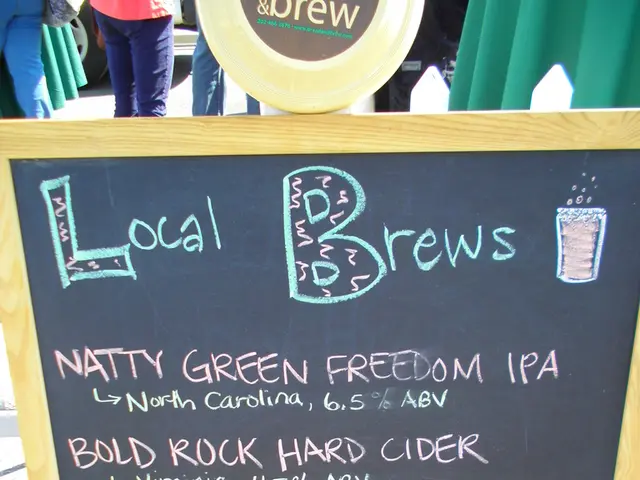 &brew
Local Brews
NATTY GREEN FREEDOM IPA
↳North Carolina, 6.5% ABV
BOLD ROCK HARD CIDER